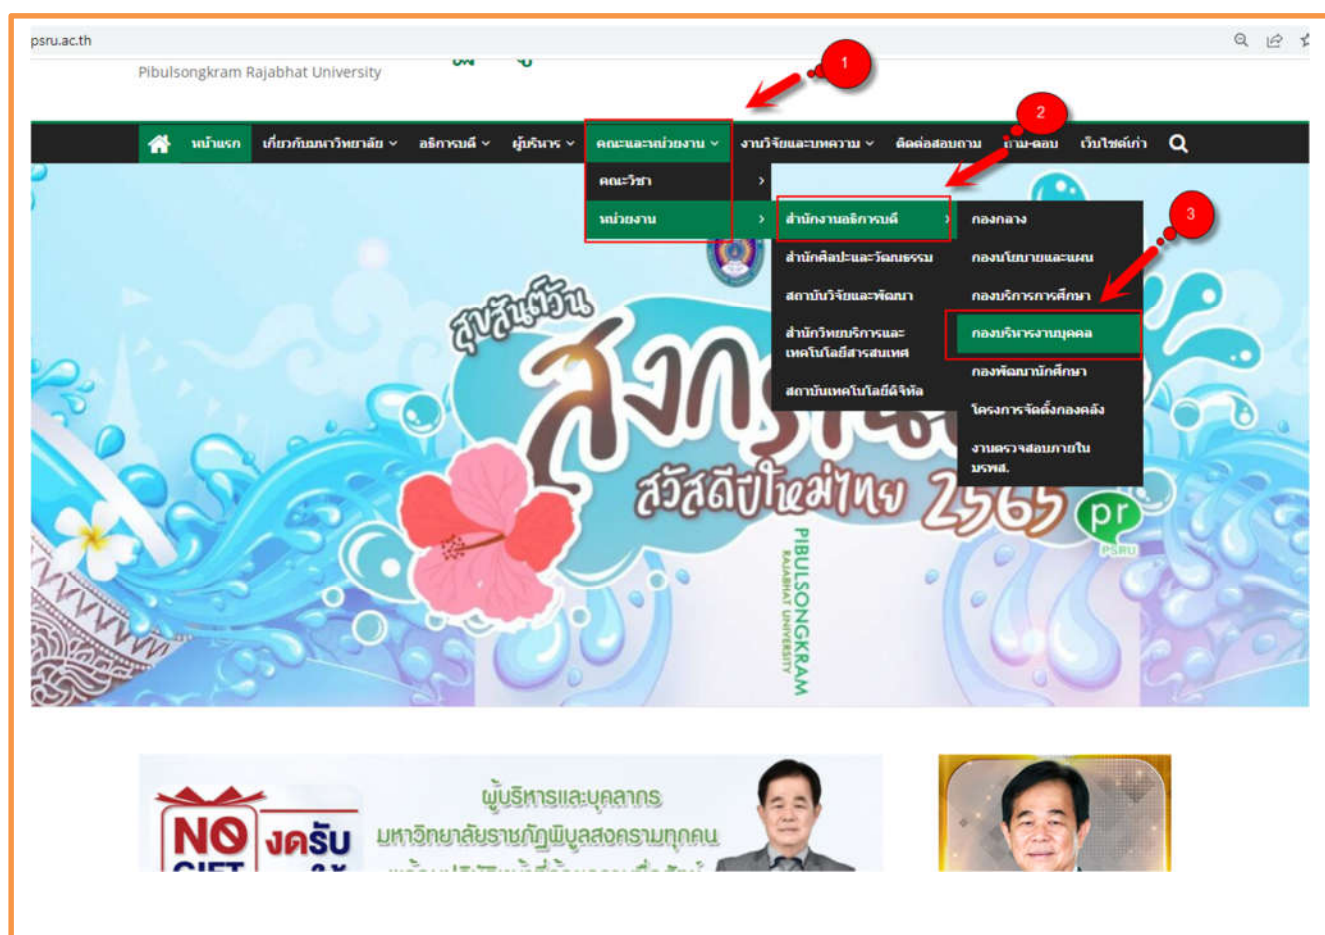 psru.ac.th
Pibulsongkram Rajabhat University
1
2
หน้าแรก เกี่ยวกับมหาวิทยาลัย อธิการบดี ผู้บริหาร คณะและหน่วยงาน งานวิจัยและบทความ ติดต่อสอบถาม ถาม-ตอบ เว็บไซต์เก่า
คณะวิชา
หน่วยงาน
สำนักงานอธิการบดี
สำนักศิลปะและวัฒนธรรม
สถาบันวิจัยและพัฒนา
สำนักวิทยบริการและ
เทคโนโลยีสารสนเทศ
สถาบันเทคโนโลยีดิจิทัล
3
กองกลาง
กองนโยบายและแผน
กองบริการการศึกษา
กองบริหารงานบุคคล
กองพัฒนานักศึกษา
โครงการจัดตั้งกองคลัง
งานตรวจสอบภายใน
มรพส.
สุขสันต์วัน
สวัสดีปีใหม่ไทย 2565
pr
PSRU
PIBULSONGKRAM
RAJABHAT UNIVERSITY
NO
GIFT
งดรับ
ผู้บริหารและบุคลากร
มหาวิทยาลัยราชภัฏพิบูลสงครามทุกคน